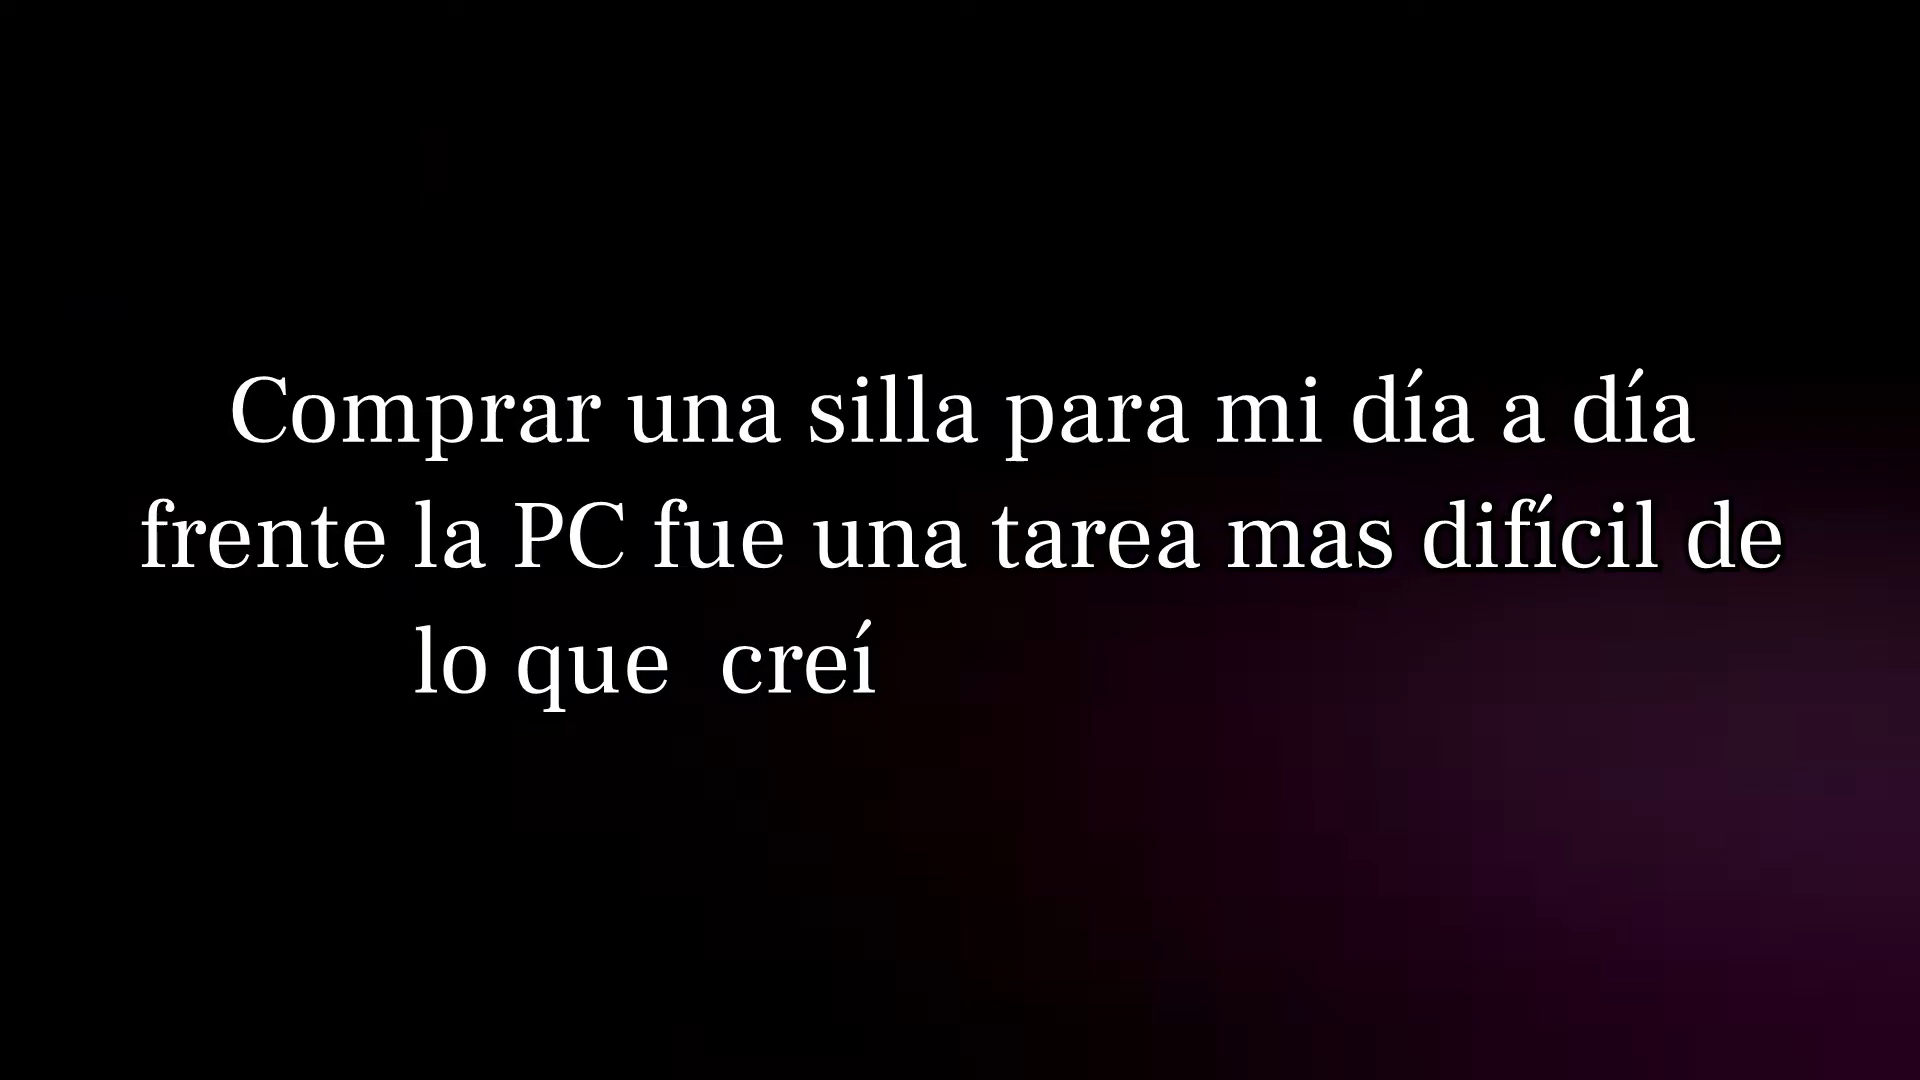 Comprar una silla para mi día a día
frente la PC fue una tarea mas difícil de
lo que  creí